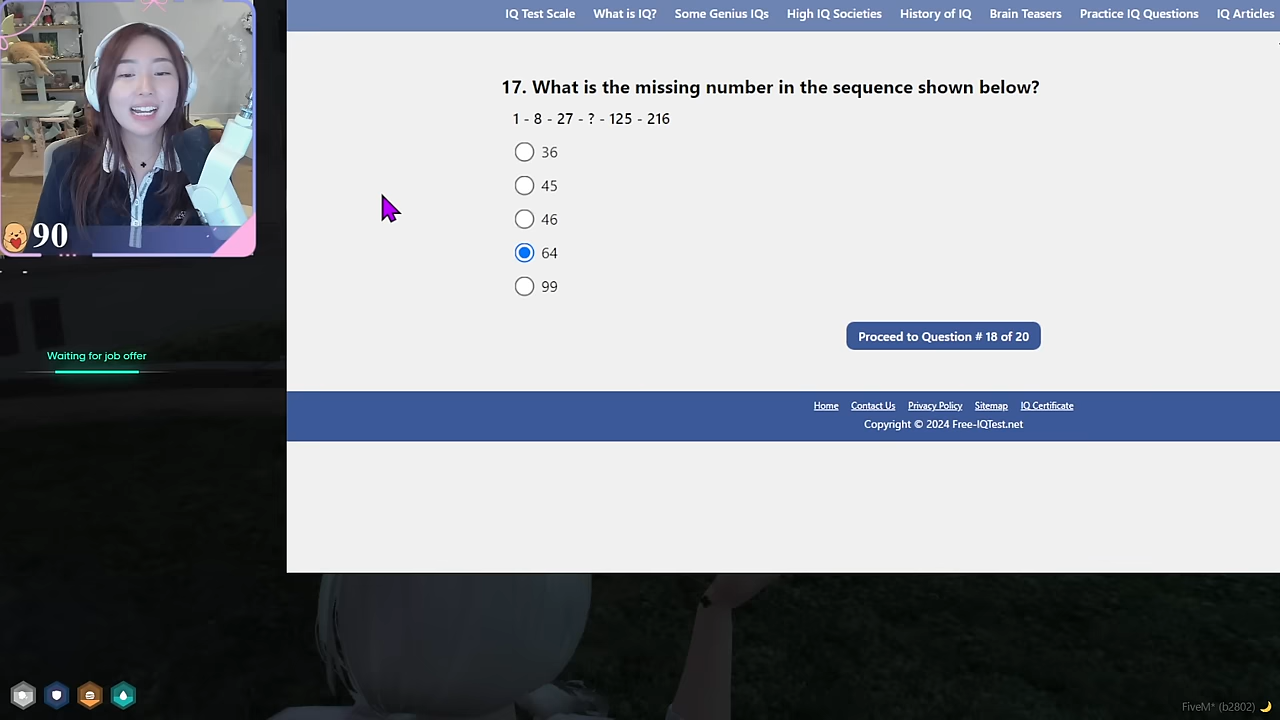 IQ Test Scale What is IQ? Some Genius IQs High IQ Societies History of IQ Brain Teasers Practice IQ Questions IQ Articles
17. What is the missing number in the sequence shown below?
1 - 8 - 27 - ? - 125 - 216
36
45
46
64
99
90
Proceed to Question # 18 of 20
Waiting for job offer
Home Contact Us Privacy Policy Sitemap IQ Certificate
Copyright © 2024 Free-IQTest.net
FiveM* (b2802)